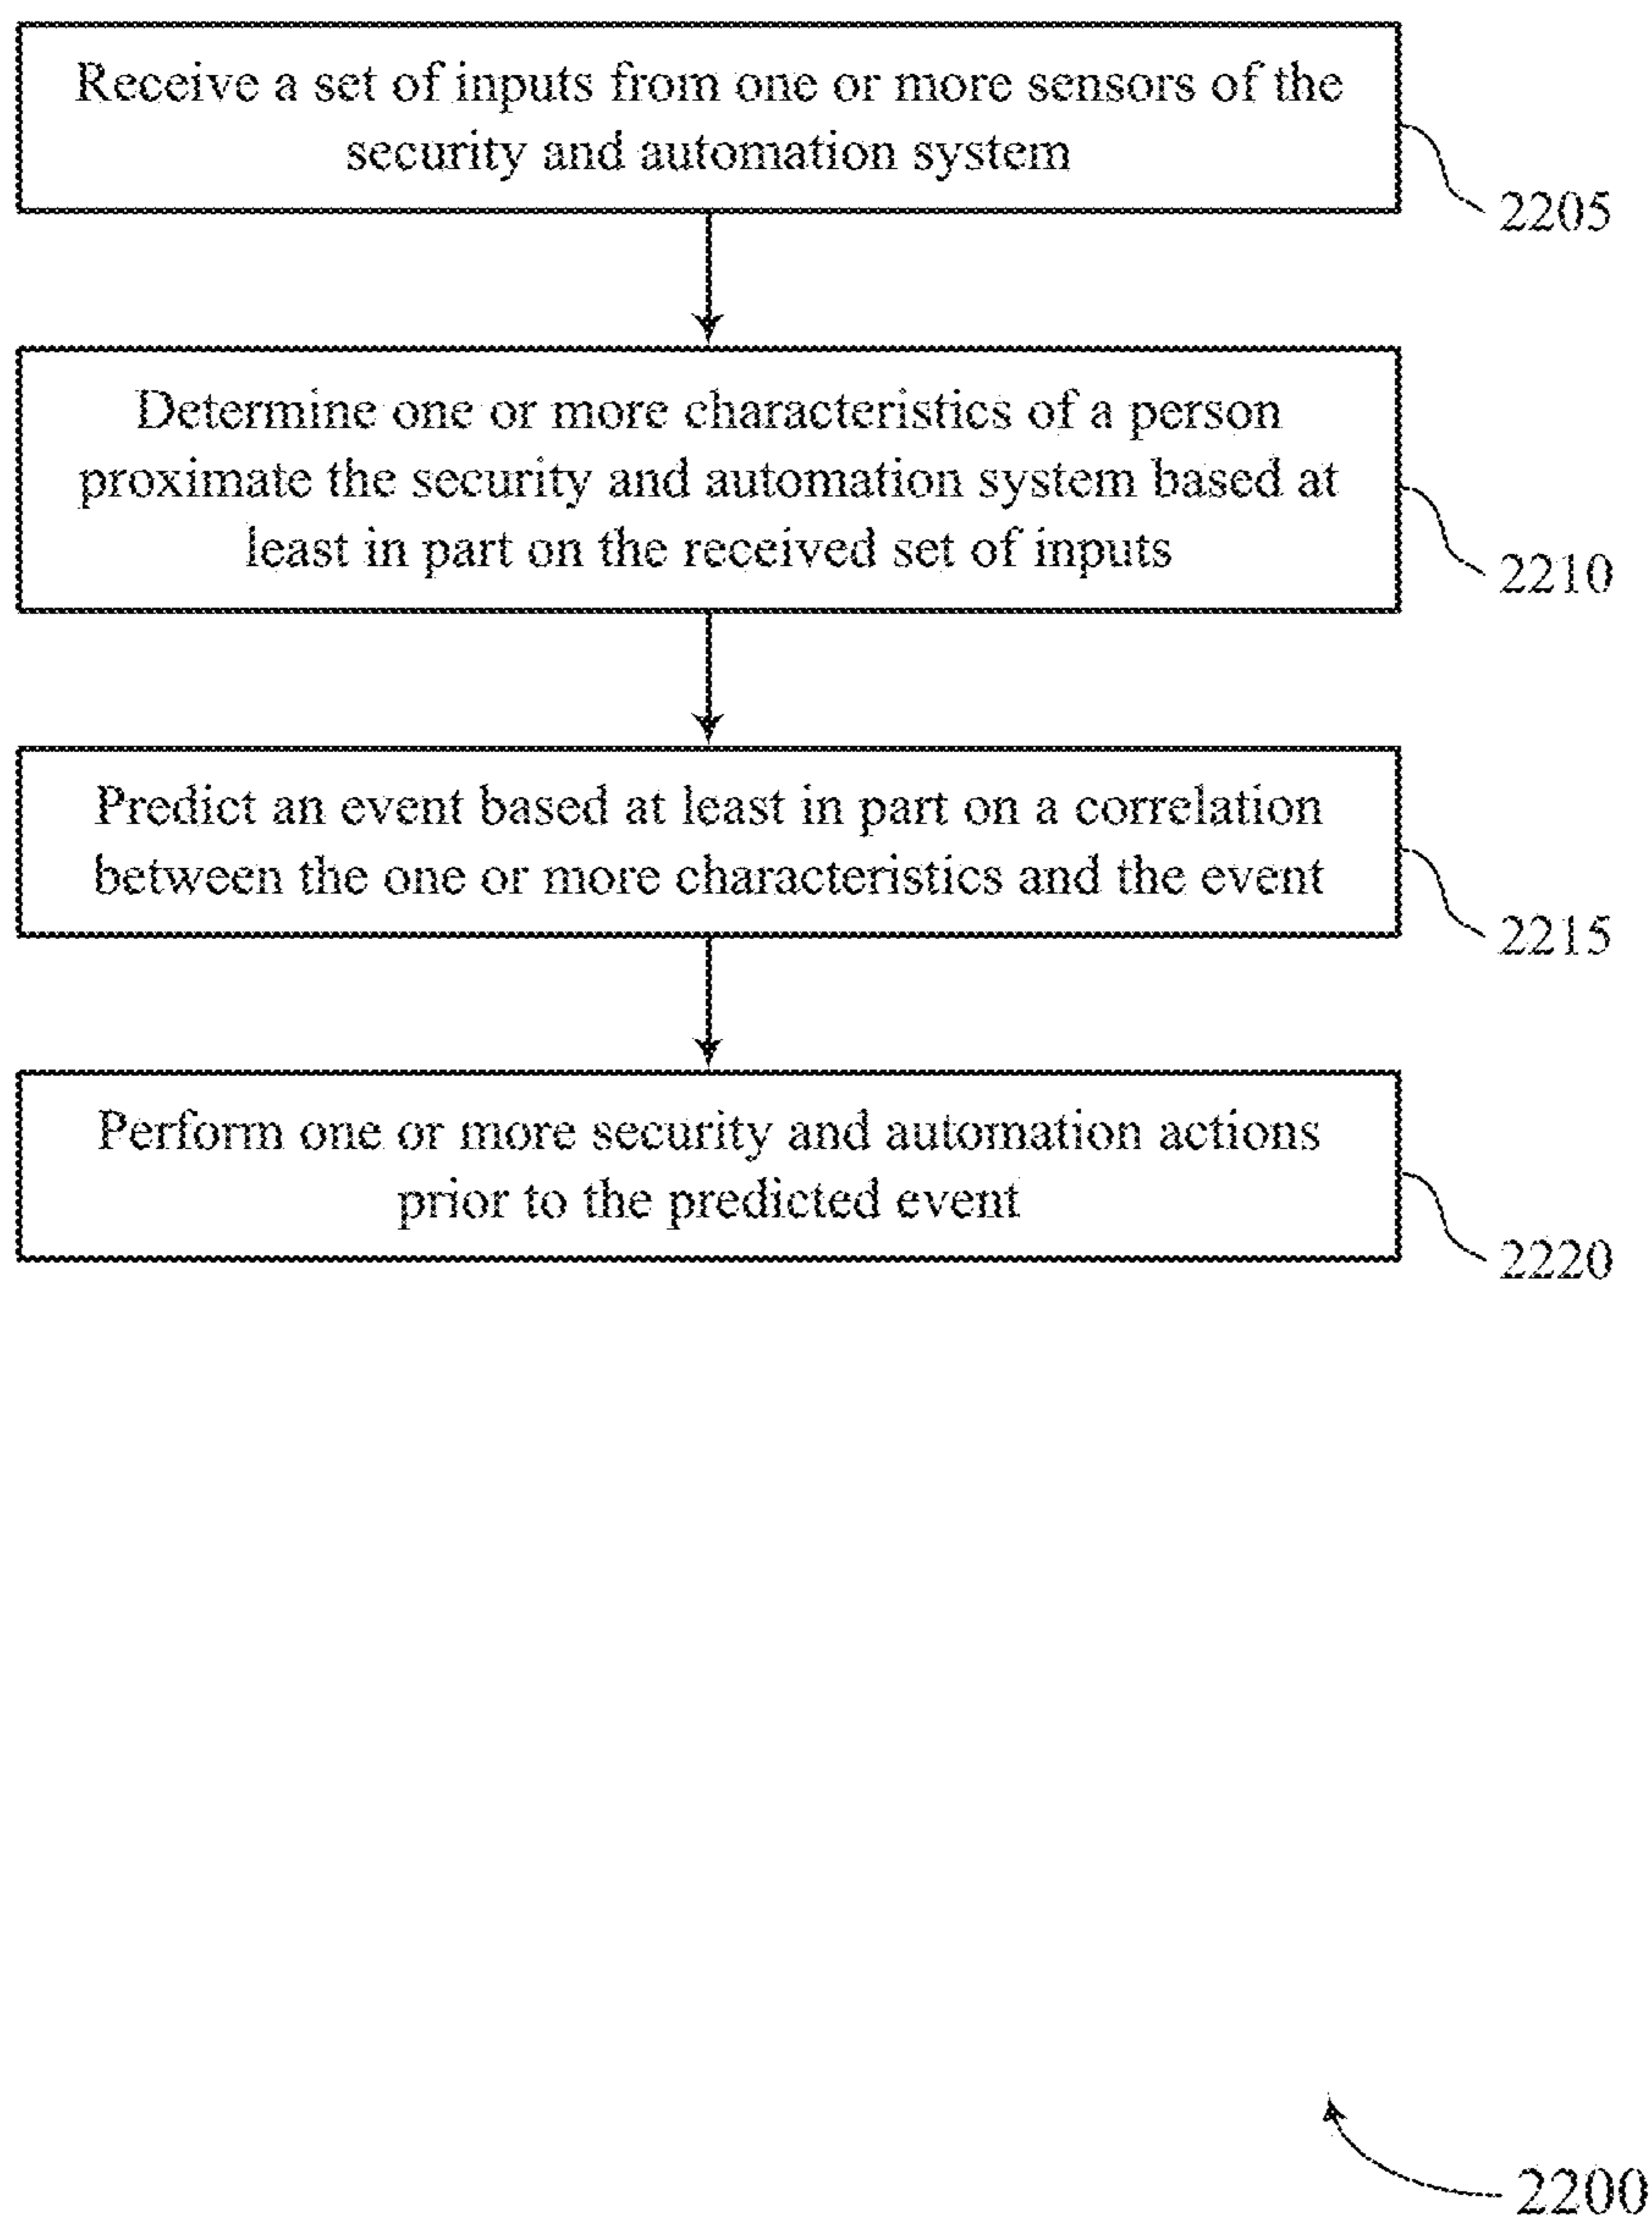 Receive a set of inputs from one or more sensors of the
security and automation system
2205
Determine one or more characteristics of a person
proximate the security and automation system based at
least in part on the received set of inputs
2210
Predict an event based at least in part on a correlation
between the one or more characteristics and the event
2215
Perform one or more security and automation actions
prior to the predicted event
2220
2200